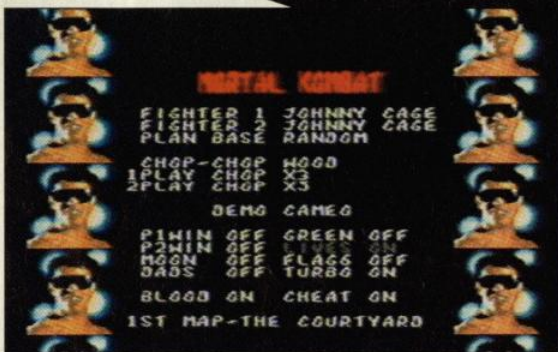 MORTAL KOMBAT
FIGHTER 1 JOHNNY CAGE
FIGHTER 2 JOHNNY CAGE
PLAN BASE RANDOM
CHOP-CHOP WOOD
1PLAY CHOP X3
2PLAY CHOP X3
DEMO CAMEO
P1WIN OFF GREEN OFF
P2WIN OFF LIVES ON
MOON OFF FLAGS OFF
DADS OFF TURBO ON
BLOOD ON CHEAT ON
1ST MAP-THE COURTYARD